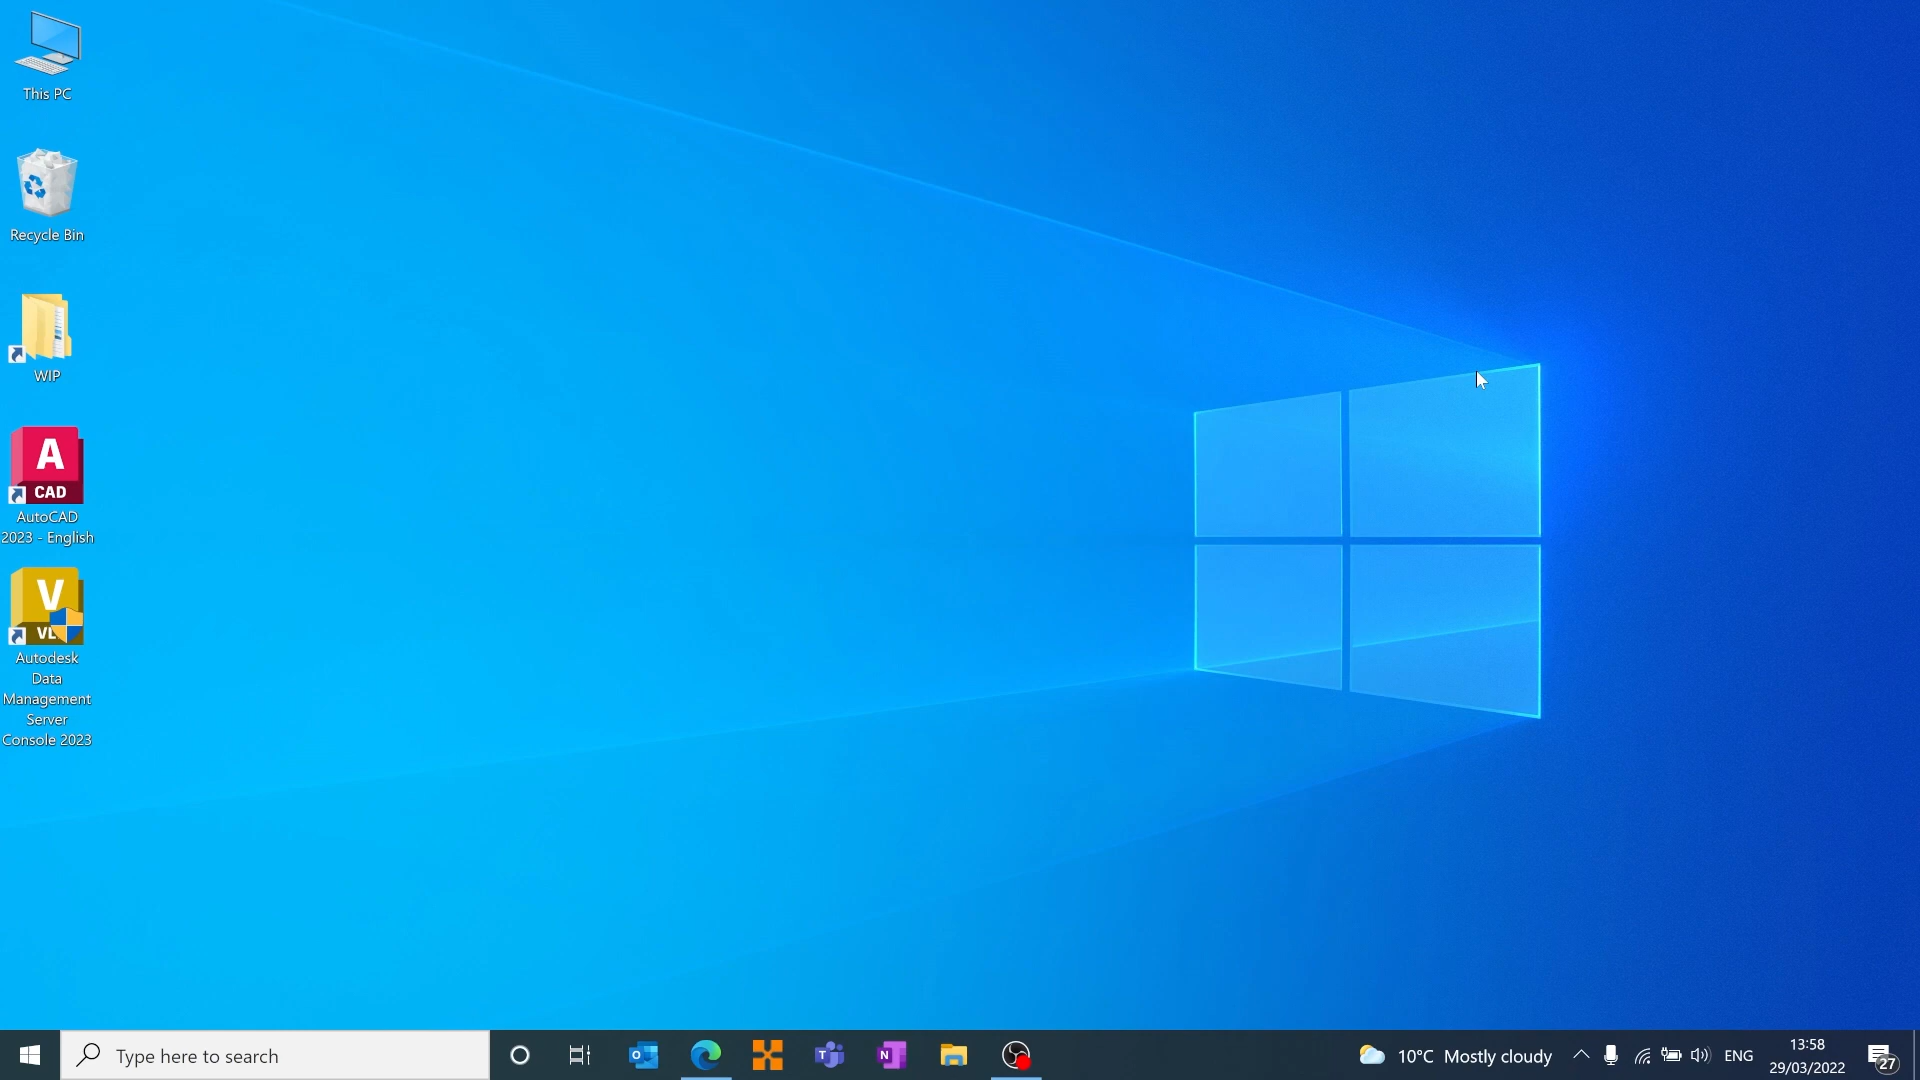 This PC
Recycle Bin
WIP
A
CAD
AutoCAD
2023 - English
V
Autodesk
Data
Management
Server
Console 2023
Type here to search
O
T
N
10°C Mostly cloudy
ENG
13:58
29/03/2022
27